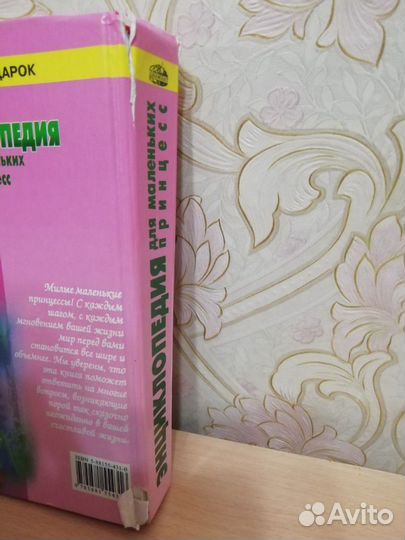 ДАРОК
ПЕДИЯ
ьких
есс
Милые маленькие
принцессы! С каждым
шагом, с каждым
мгновением вашей жизни
мир перед вами
становится все шире и
объемнее. Мы уверены, что
эта книга поможет
ответить на многие
вопросы, возникающие
порой так сказочно
неожиданно в вашей
счастливой жизни.
ЭНЦИКЛОПЕДИЯ
для маленьких
принцесс
Avito